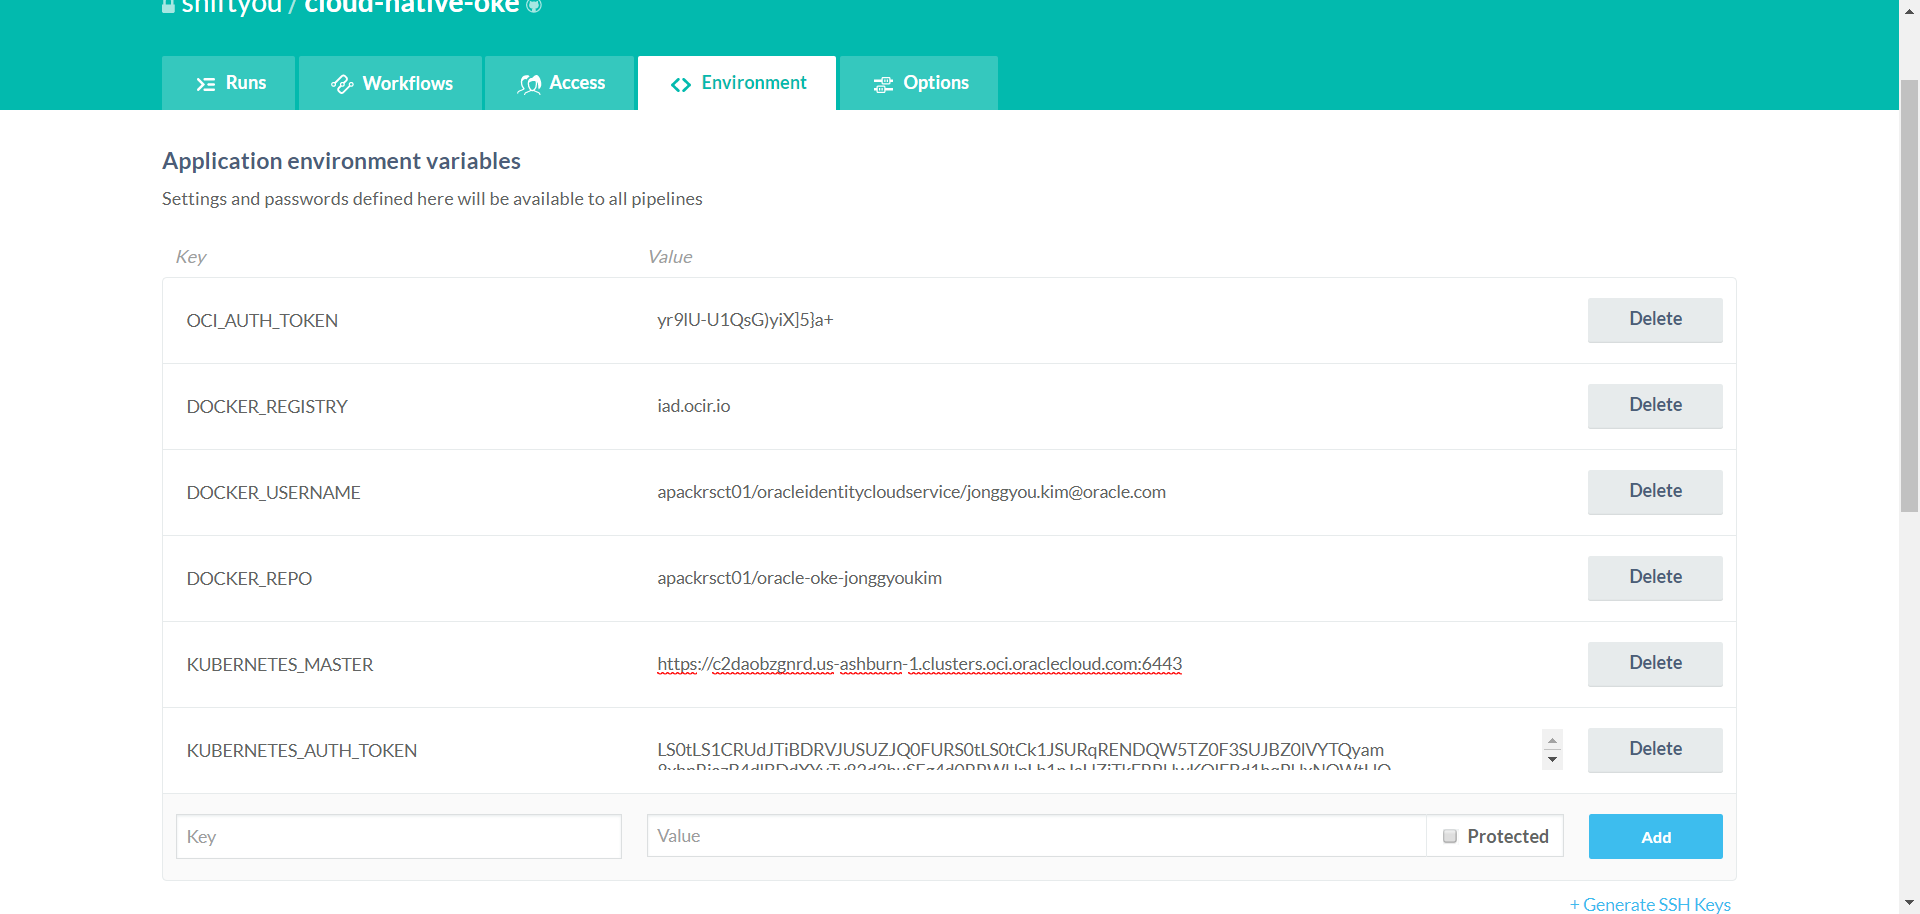 shiftyou / cloud-native-oke
Runs
Workflows
Access
Environment
Options
Application environment variables
Settings and passwords defined here will be available to all pipelines
Key Value
OCI_AUTH_TOKEN yr9lU-U1QsG)yiX]5}a+ Delete
DOCKER_REGISTRY iad.ocir.io Delete
DOCKER_USERNAME apackrsct01/oracleidentitycloudservice/jonggyou.kim@oracle.com Delete
DOCKER_REPO apackrsct01/oracle-oke-jonggyoukim Delete
KUBERNETES_MASTER https://c2daobzgnrd.us-ashburn-1.clusters.oci.oraclecloud.com:6443 Delete
KUBERNETES_AUTH_TOKEN LS0tLS1CRUdJTiBDRVJUSUZJQ0FURS0tLS0tCk1JSURqRENDQW5TZ0F3SUJBZ0lVYTQyam Delete
Key Value Protected Add
+ Generate SSH Keys